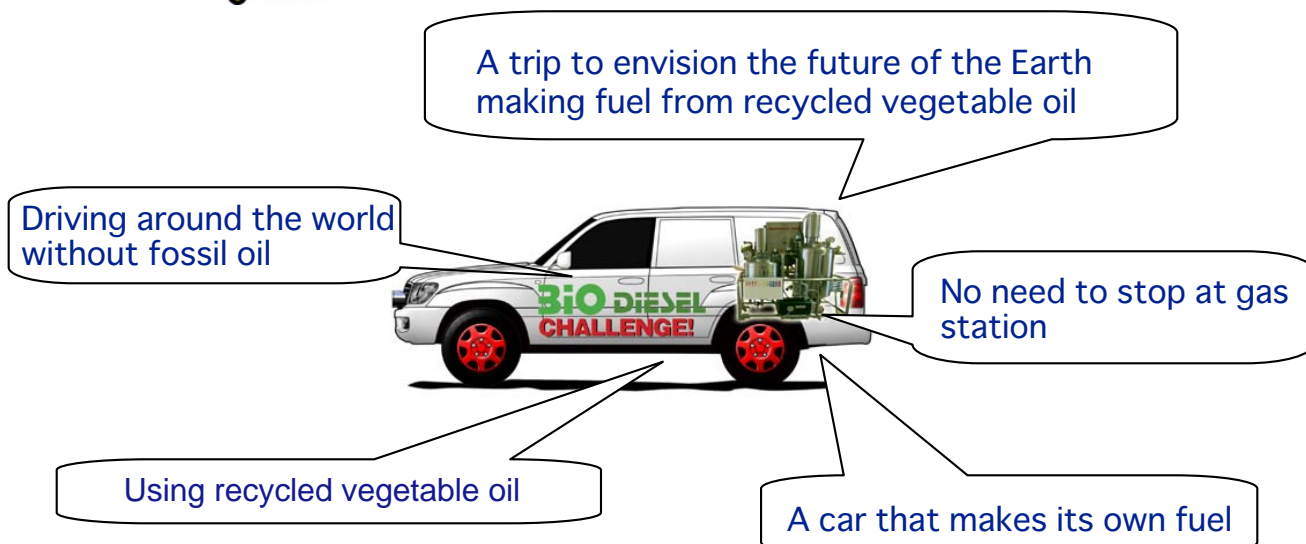 A trip to envision the future of the Earth
making fuel from recycled vegetable oil
Driving around the world
without fossil oil
BiO DIESEL
CHALLENGE!
No need to stop at gas
station
Using recycled vegetable oil
A car that makes its own fuel